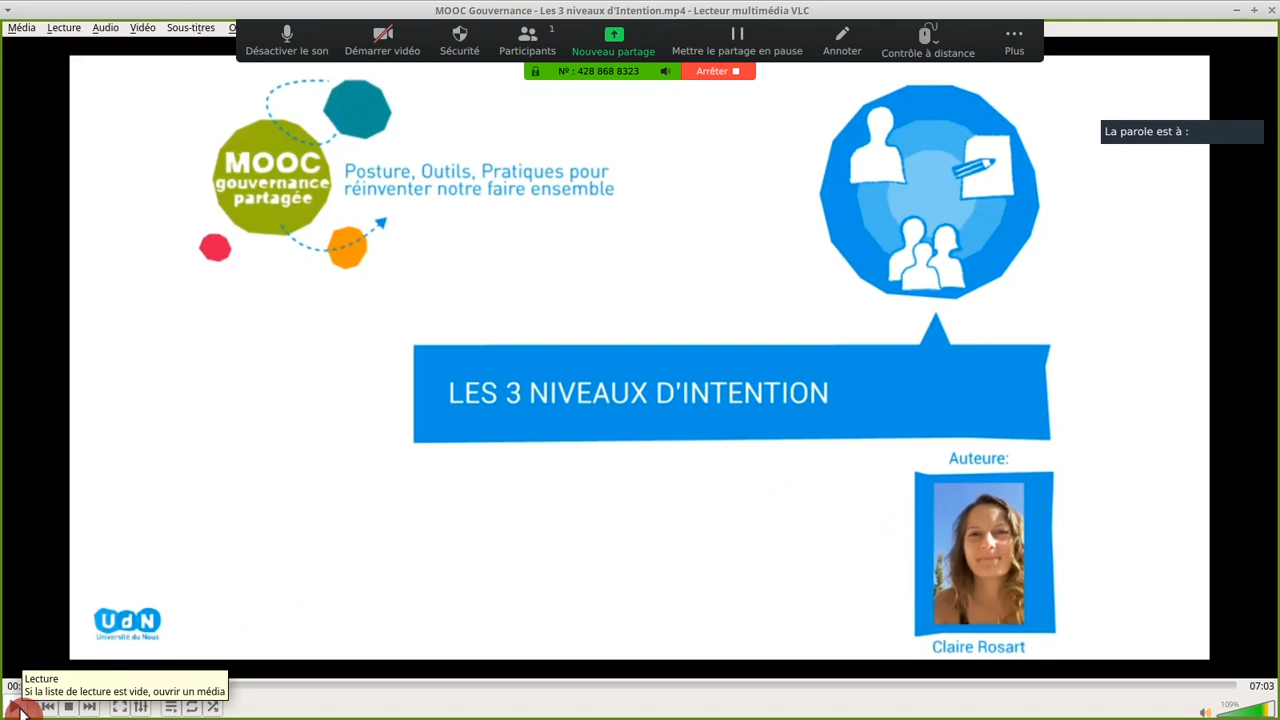 MOOC Gouvernance - Les 3 niveaux d'Intention.mp4 - Lecteur multimédia VLC
Média Lecture Audio Vidéo Sous-titres
Désactiver le son Démarrer vidéo Sécurité Participants 1 Nouveau partage Mettre le partage en pause Annoter Contrôle à distance Plus
N° : 428 868 8323 Arrêter
La parole est à :
MOOC
gouvernance
partagée
Posture, Outils, Pratiques pour
réinventer notre faire ensemble
LES 3 NIVEAUX D'INTENTION
Auteure:
Claire Rosart
UdN
Université du Nous
Lecture
Si la liste de lecture est vide, ouvrir un média
00:
07:03
109%